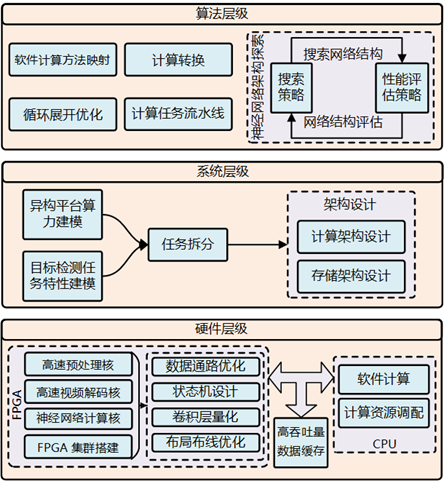 算法层级
软件计算方法映射
计算转换
循环展开优化
计算任务流水线
神经网络架构探索
搜索网络结构
搜索
策略
性能评
估策略
网络结构评估
系统层级
异构平台算
力建模
目标检测任
务特性建模
任务拆分
架构设计
计算架构设计
存储架构设计
硬件层级
FPGA
高速预处理核
高速视频解码核
神经网络计算核
FPGA 集群搭建
数据通路优化
状态机设计
卷积层量化
布局布线优化
高吞吐量
数据缓存
软件计算
计算资源调配
CPU